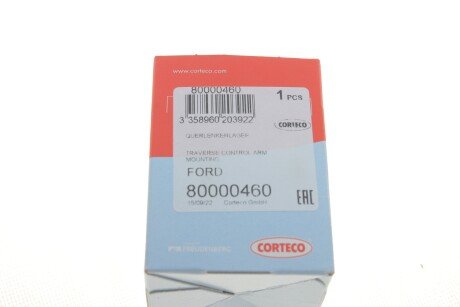 www.corteco.com
80000460
1 PCS
3 358960 203922
CORTECO
QUERLENKERLAGER
TRAVERSE CONTROL ARM
MOUNTING
FORD
80000460
15/09/22 Corteco GmbH
EAC
FREUDENBERG
CORTECO